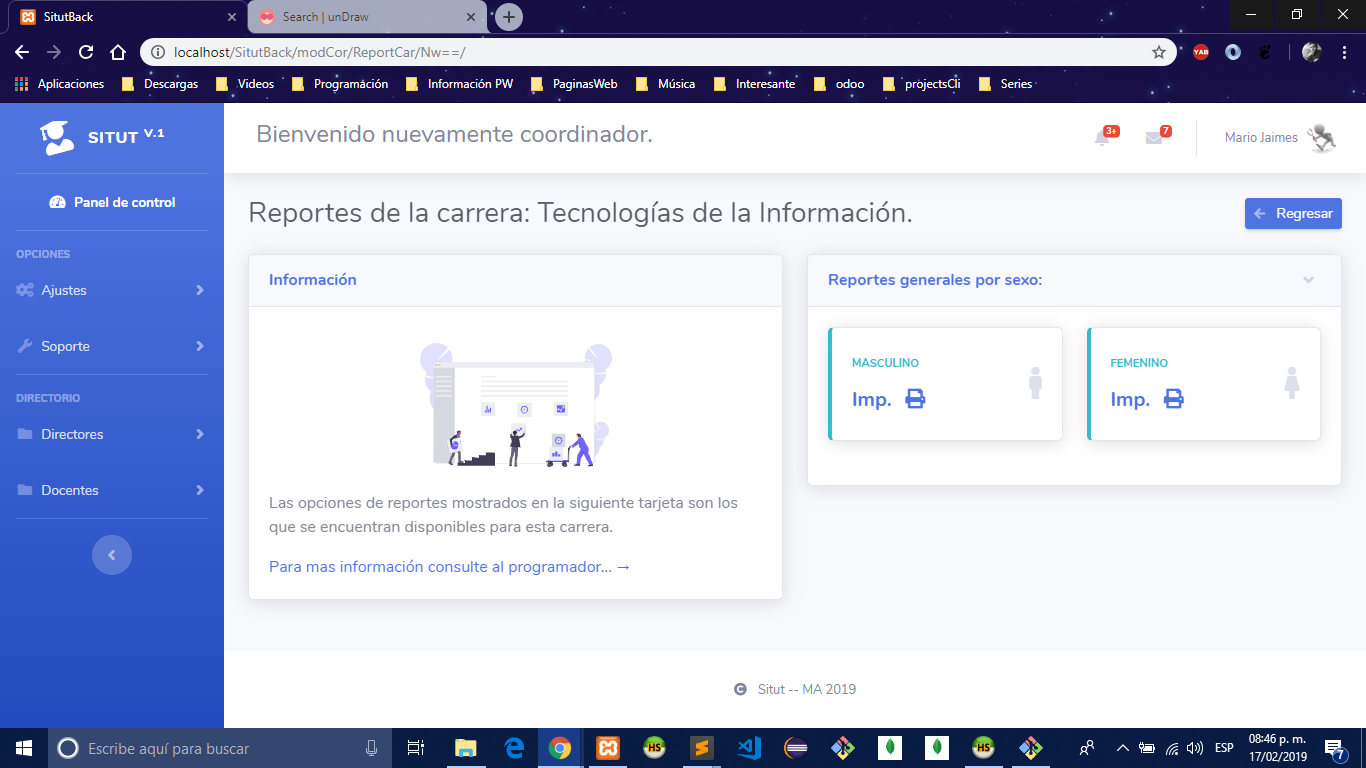 SitutBack
Search | unDraw
localhost/SitutBack/modCor/ReportCar/Nw==/
YAB
Aplicaciones
Descargas
Videos
Programación
Información PW
PaginasWeb
Música
Interesante
odoo
projectsCli
Series
SITUT V.1
Panel de control
OPCIONES
Ajustes
Soporte
DIRECTORIO
Directores
Docentes
Bienvenido nuevamente coordinador.
3+
7
Mario Jaimes
Reportes de la carrera: Tecnologías de la Información.
Regresar
Información
Las opciones de reportes mostrados en la siguiente tarjeta son los
que se encuentran disponibles para esta carrera.
Para mas información consulte al programador... →
Reportes generales por sexo:
MASCULINO
Imp.
FEMENINO
Imp.
Situt -- MA 2019
Escribe aquí para buscar
HS
HS
ESP
08:46 p. m.
17/02/2019
7